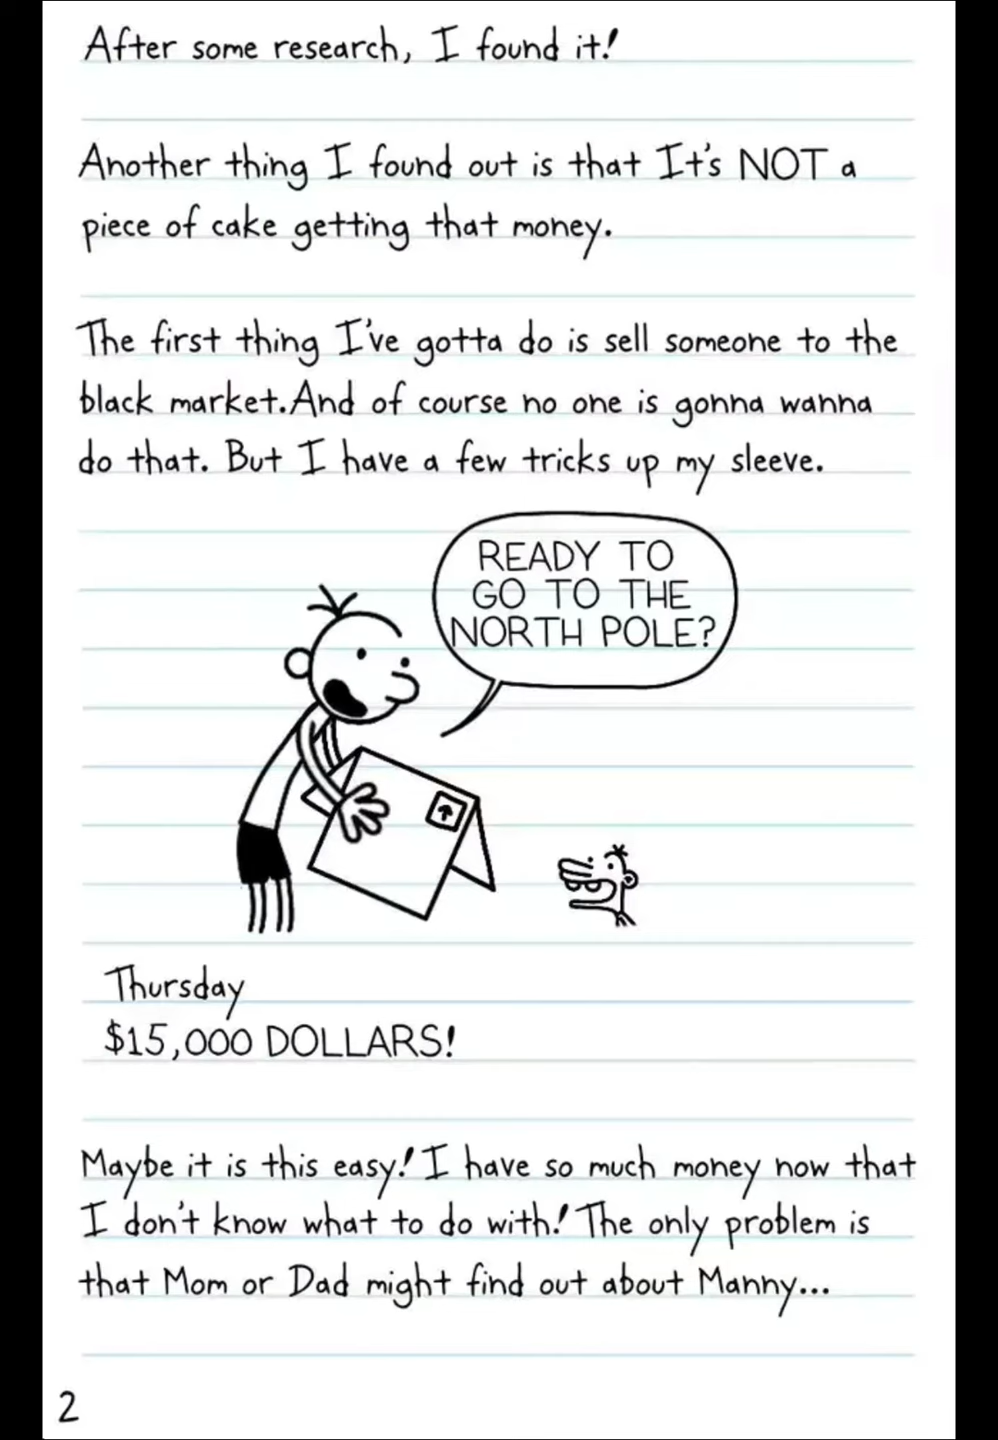 After some research, I found it!
Another thing I found out is that It's NOT a
piece of cake getting that money.
The first thing I've gotta do is sell someone to the
black market.And of course no one is gonna wanna
do that. But I have a few tricks up my sleeve.
READY TO
GO TO THE
NORTH POLE?
Thursday
$15,000 DOLLARS!
Maybe it is this easy! I have so much money now that
I don't know what to do with! The only problem is
that Mom or Dad might find out about Manny...
2